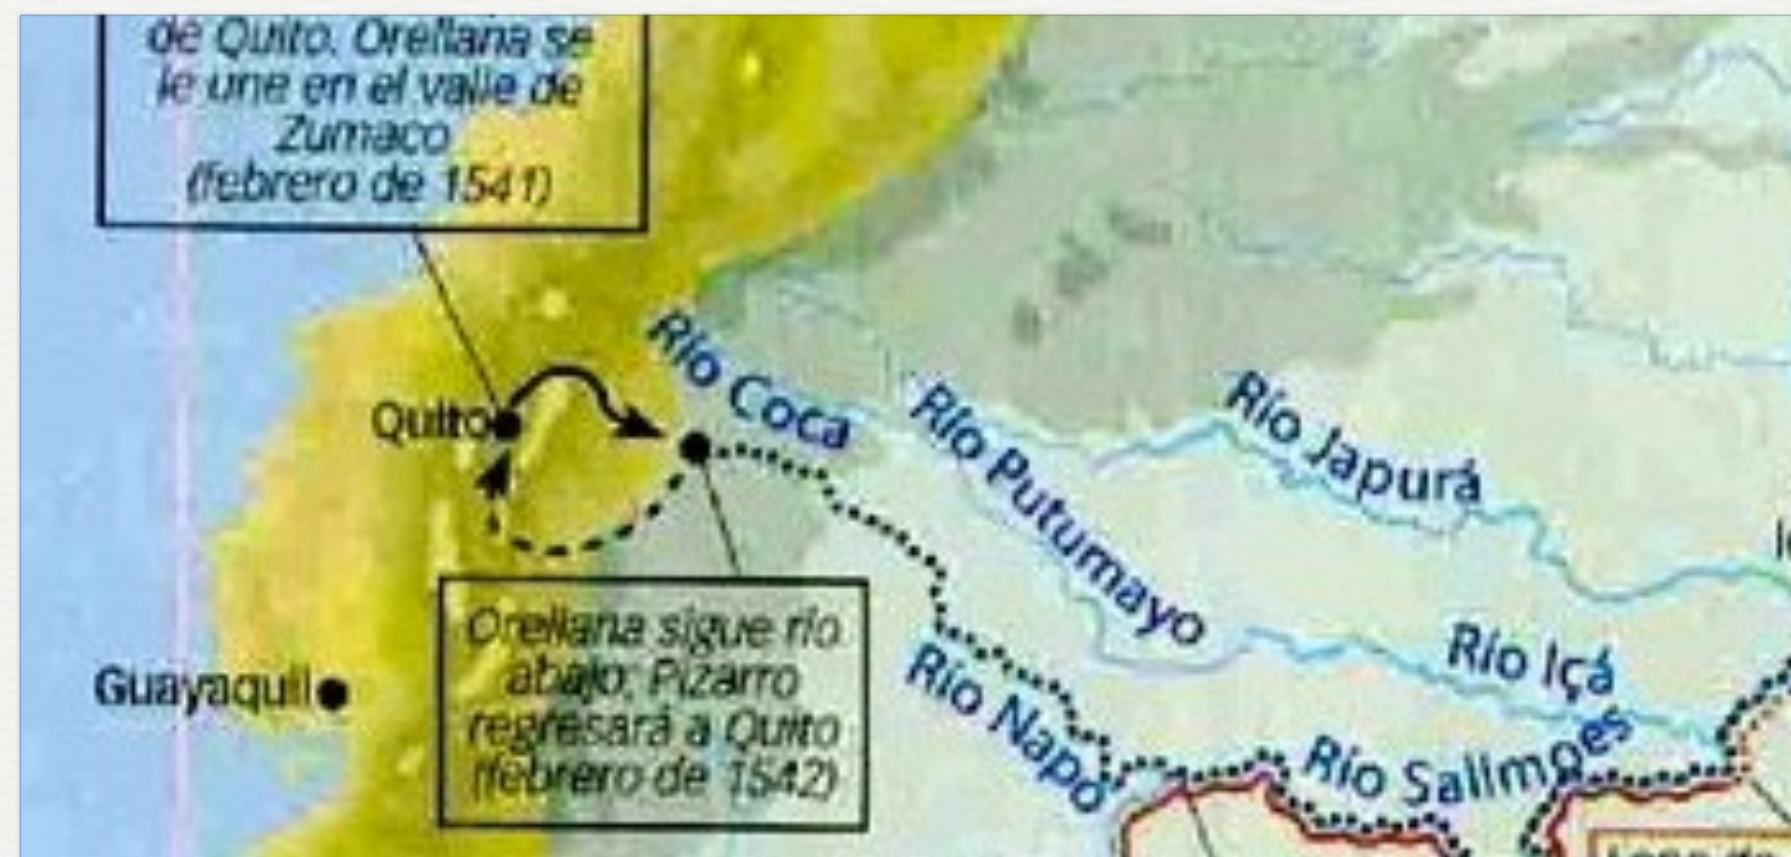 de Quito. Orellana se
le une en el valle de
Zumaco
(febrero de 1541)
Río Coca
Quito
Río Putumayo
Río Japurá
Orellana sigue río
abajo; Pizarro
regresará a Quito
(febrero de 1542)
Guayaquil
Río Napo
Río Içá
Río Salimoes